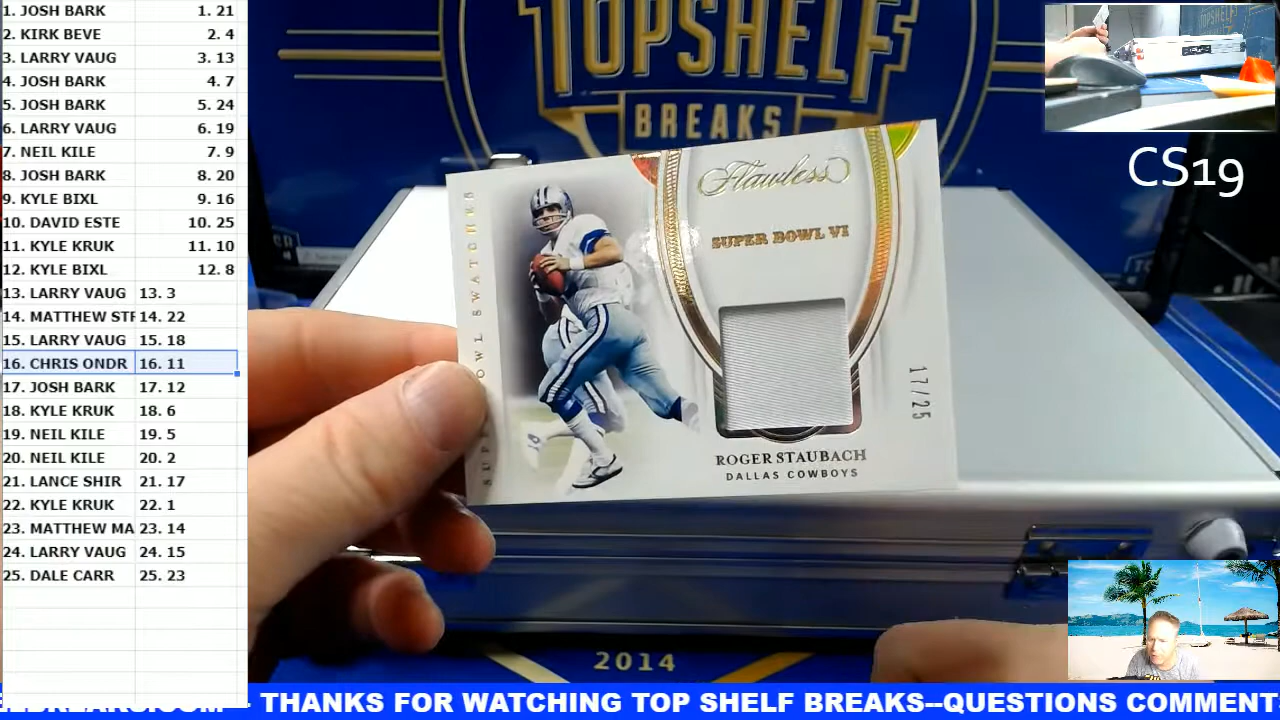 1. JOSH BARK 1. 21
2. KIRK BEVE 2. 4
3. LARRY VAUG 3. 13
4. JOSH BARK 4. 7
5. JOSH BARK 5. 24
6. LARRY VAUG 6. 19
7. NEIL KILE 7. 9
8. JOSH BARK 8. 20
9. KYLE BIXL 9. 16
10. DAVID ESTE 10. 25
11. KYLE KRUK 11. 10
12. KYLE BIXL 12. 8
13. LARRY VAUG 13. 3
14. MATTHEW STF 14. 22
15. LARRY VAUG 15. 18
16. CHRIS ONDR 16. 11
17. JOSH BARK 17. 12
18. KYLE KRUK 18. 6
19. NEIL KILE 19. 5
20. NEIL KILE 20. 2
21. LANCE SHIR 21. 17
22. KYLE KRUK 22. 1
23. MATTHEW MA 23. 14
24. LARRY VAUG 24. 15
25. DALE CARR 25. 23
TOPSHELF
BREAKS
CS19
SWATCHES
Flawless
SUPER BOWL VI
17/25
ROGER STAUBACH
DALLAS COWBOYS
2014
- THANKS FOR WATCHING TOP SHELF BREAKS--QUESTIONS COMMENT